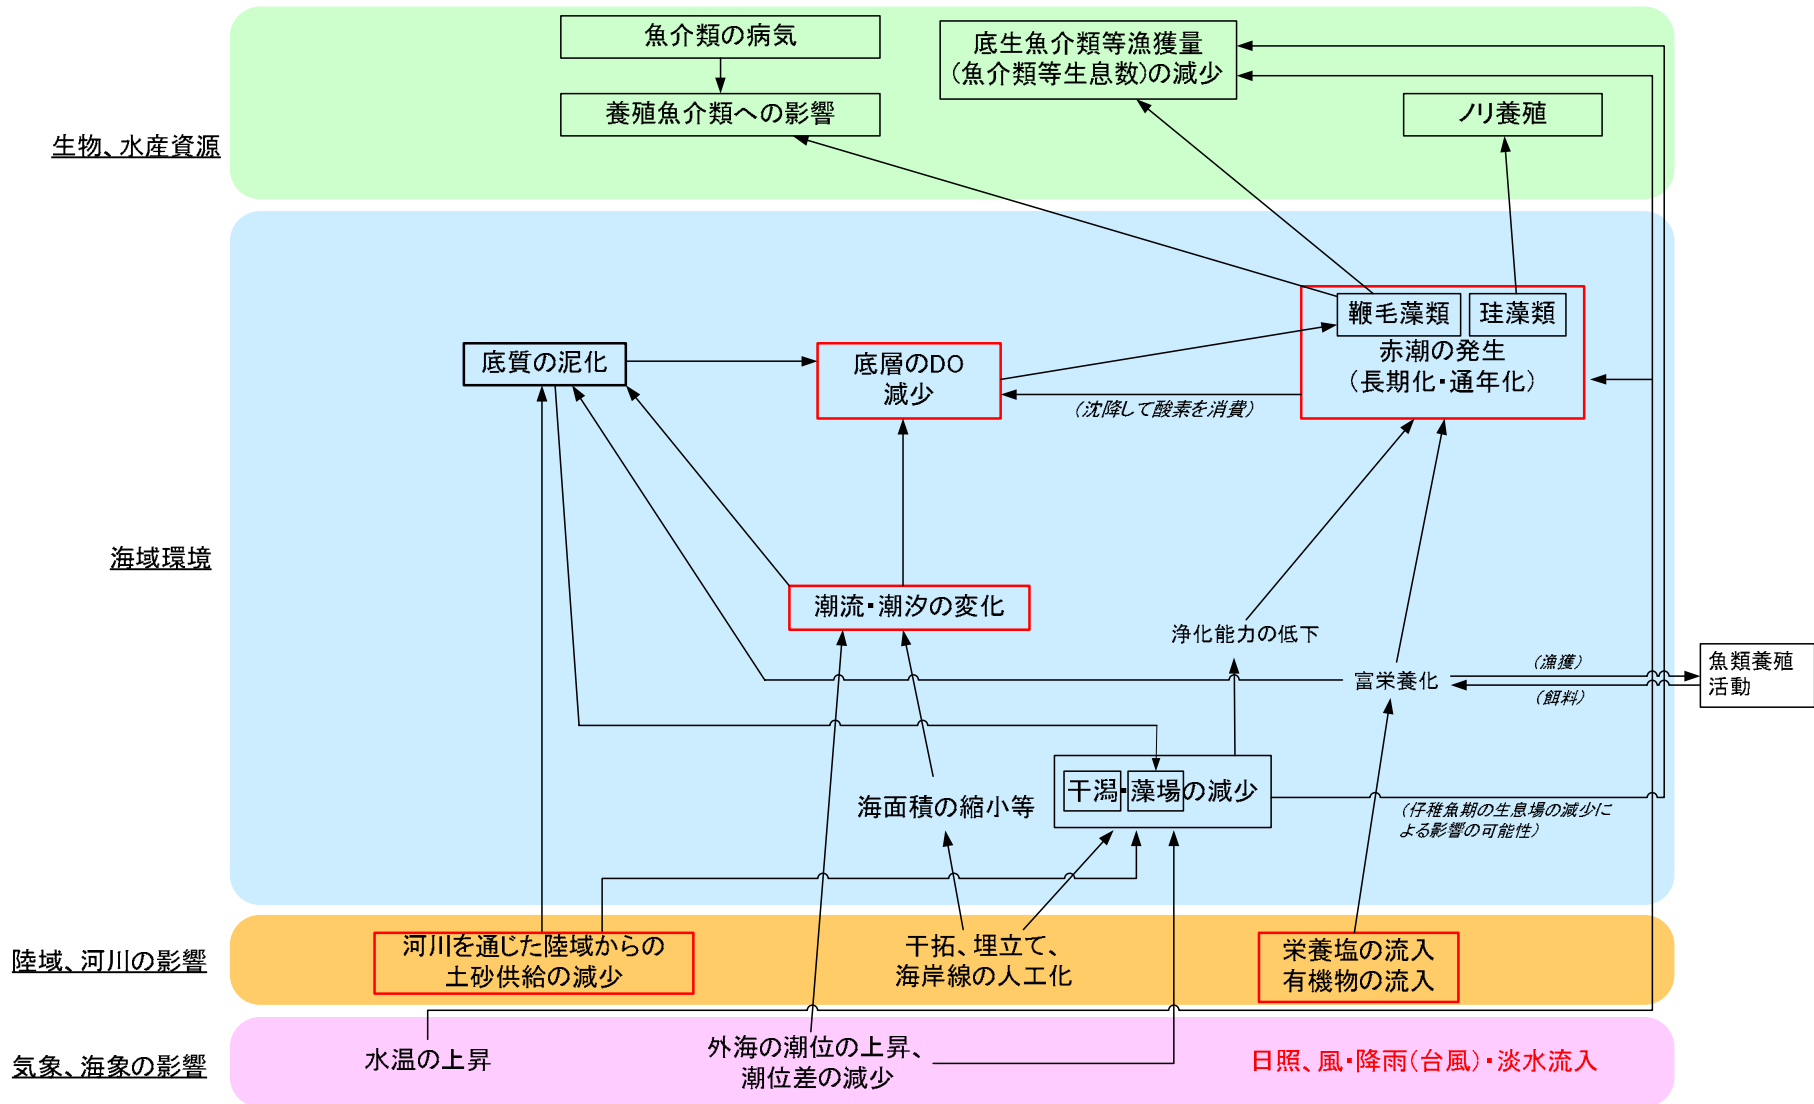 魚介類の病気
養殖魚介類への影響
底生魚介類等漁獲量
(魚介類等生息数)の減少
ノリ養殖
生物、水産資源
鞭毛藻類
珪藻類
赤潮の発生
(長期化・通年化)
底質の泥化
底層のDO
減少
(沈降して酸素を消費)
海域環境
潮流・潮汐の変化
浄化能力の低下
富栄養化
(漁獲)
(餌料)
魚類養殖
活動
海面積の縮小等
干潟・藻場の減少
(仔稚魚期の生息場の減少に
よる影響の可能性)
陸域、河川の影響
河川を通じた陸域からの
土砂供給の減少
干拓、埋立て、
海岸線の人工化
栄養塩の流入
有機物の流入
気象、海象の影響
水温の上昇
外海の潮位の上昇、
潮位差の減少
日照、風・降雨(台風)・淡水流入